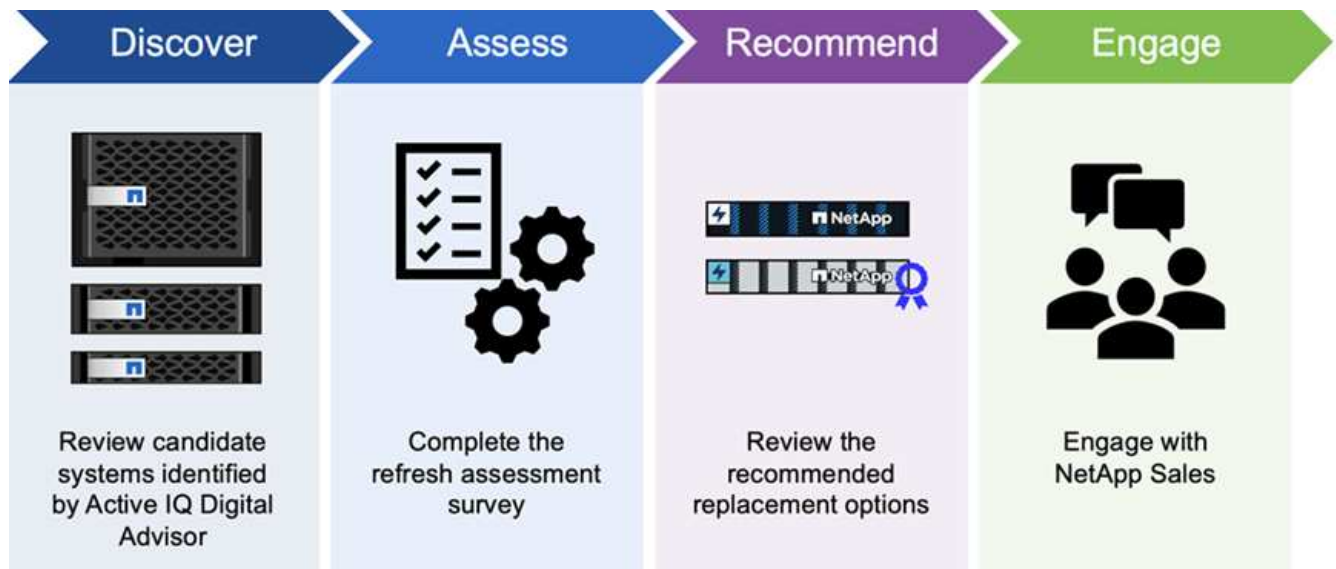 Discover
Assess
Recommend
Engage
NetApp
NetApp
Review candidate
systems identified
by Active IQ Digital
Advisor
Complete the
refresh assessment
survey
Review the
recommended
replacement options
Engage with
NetApp Sales